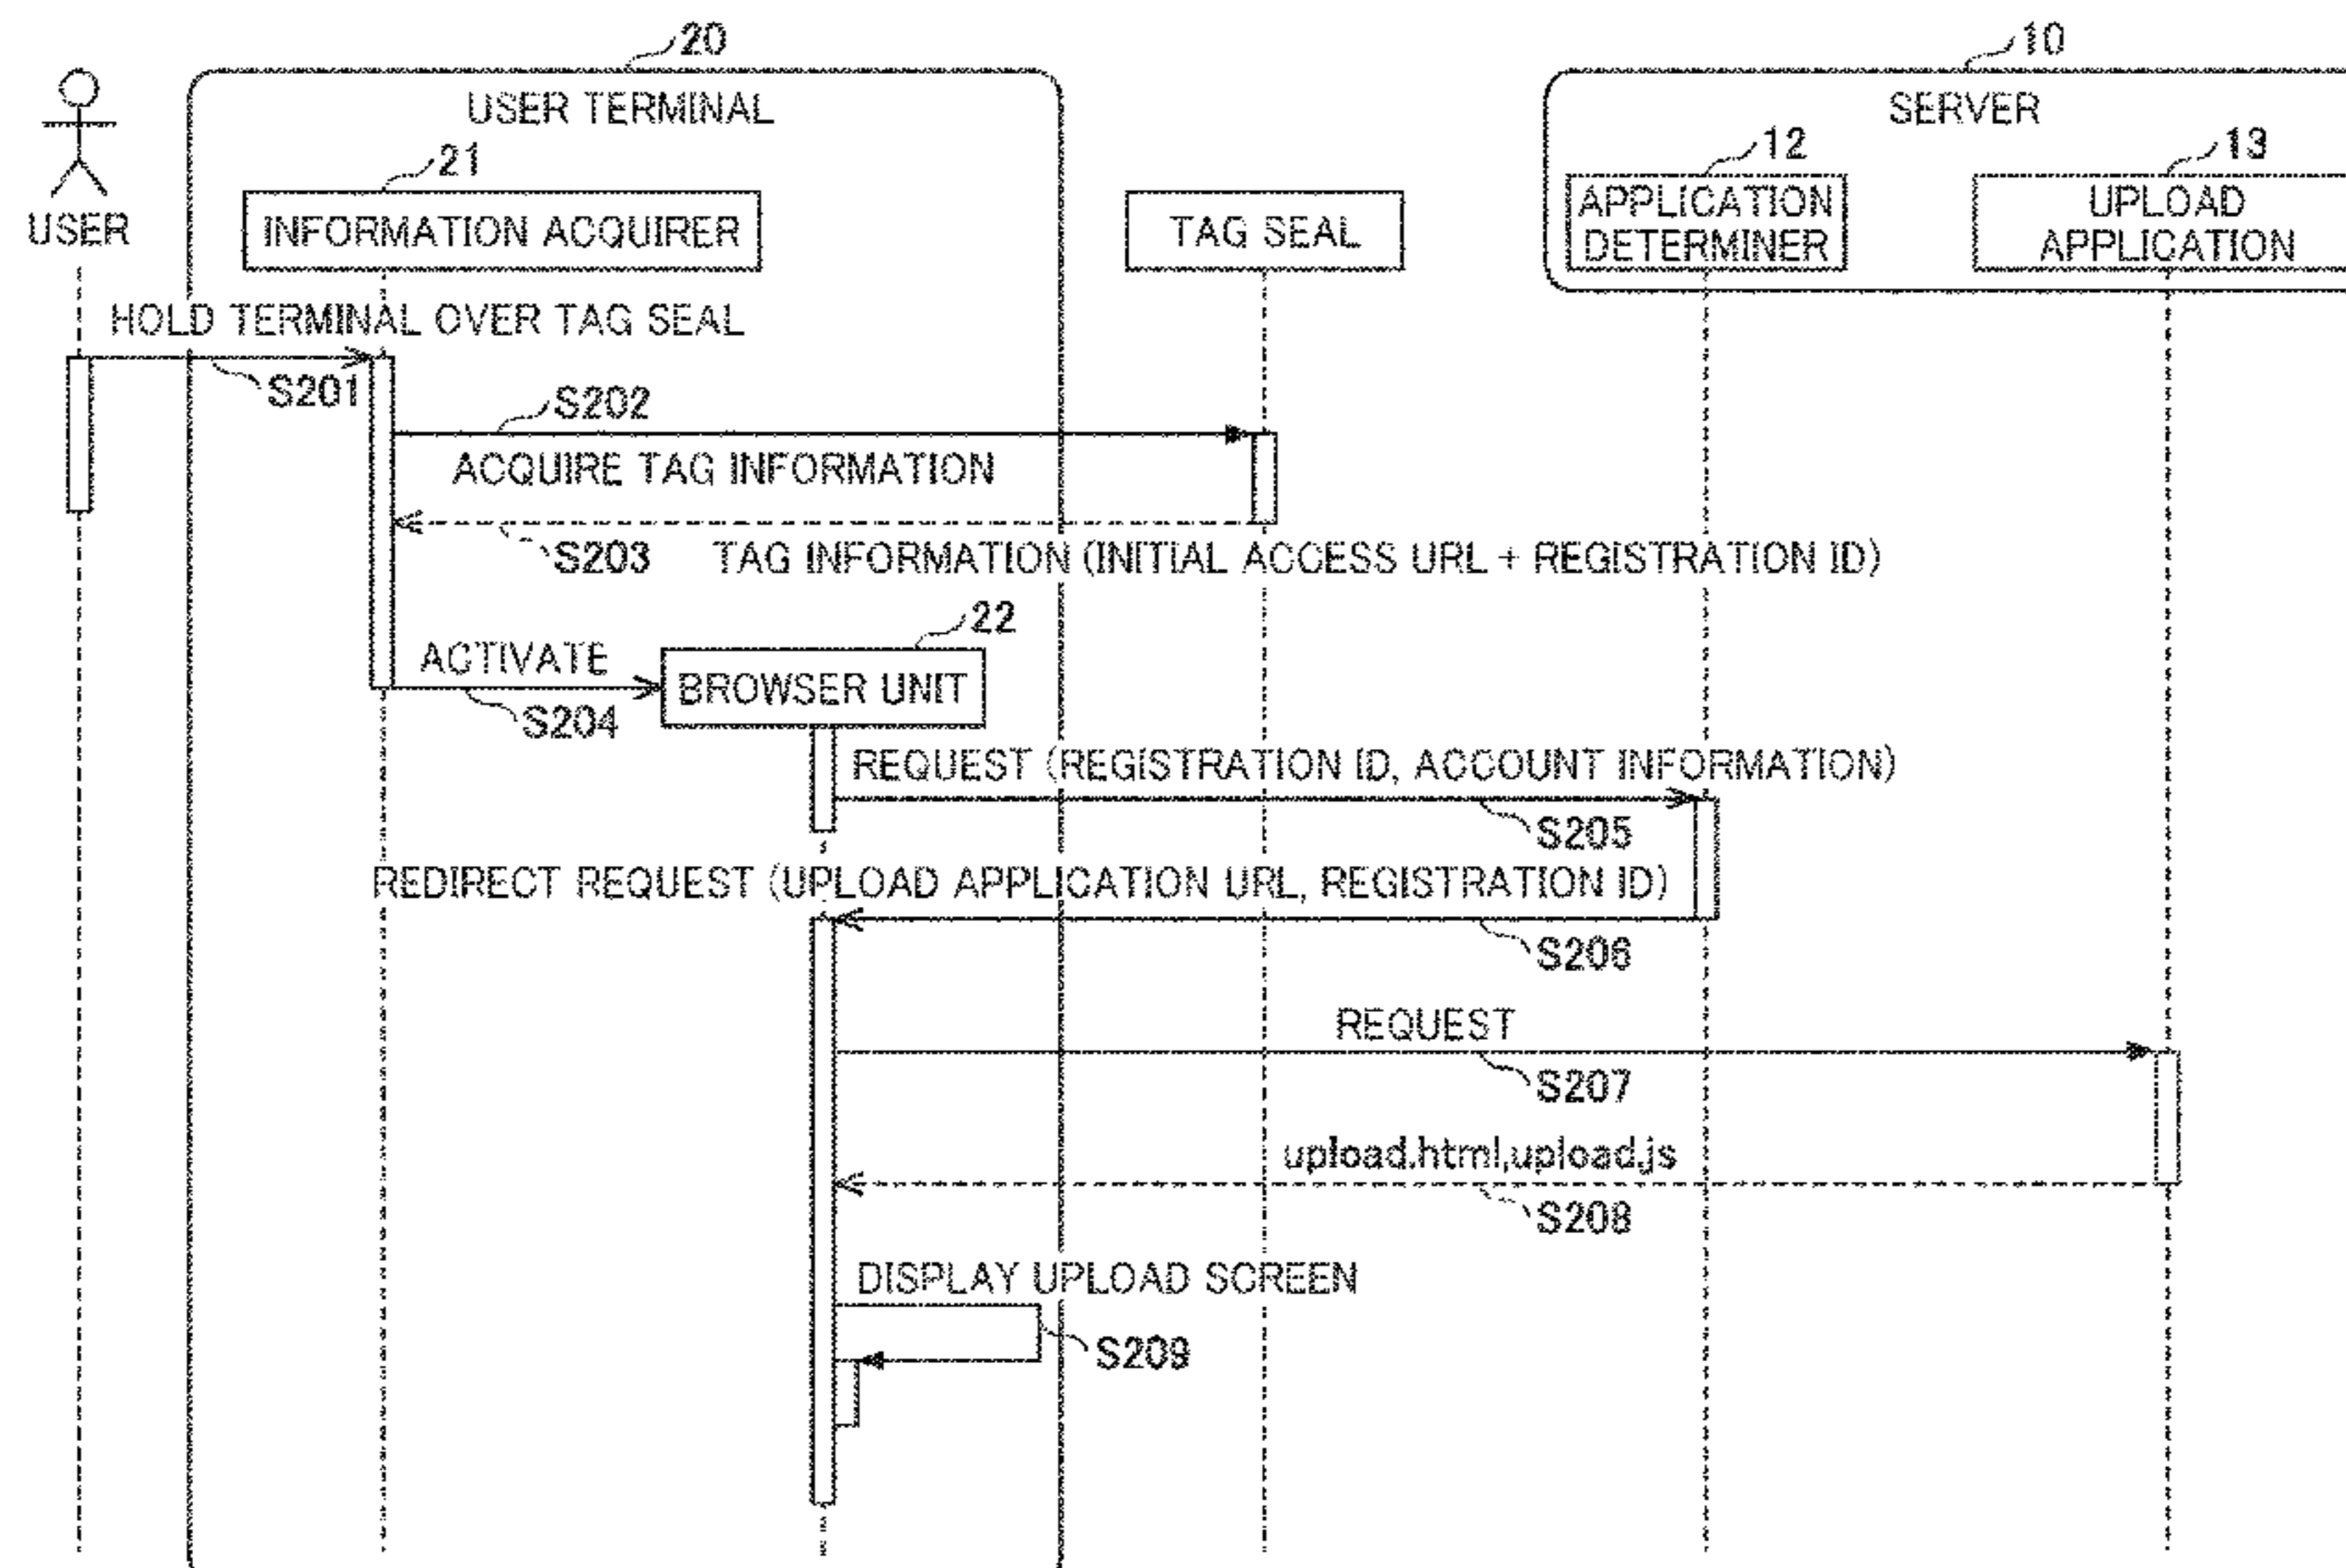 20
10
USER TERMINAL
SERVER
21
12
13
USER
INFORMATION ACQUIRER
TAG SEAL
APPLICATION
DETERMINER
UPLOAD
APPLICATION
HOLD TERMINAL OVER TAG SEAL
S201
S202
ACQUIRE TAG INFORMATION
S203
TAG INFORMATION (INITIAL ACCESS URL + REGISTRATION ID)
22
ACTIVATE
BROWSER UNIT
S204
REQUEST (REGISTRATION ID, ACCOUNT INFORMATION)
S205
REDIRECT REQUEST (UPLOAD APPLICATION URL, REGISTRATION ID)
S206
REQUEST
S207
upload.html,upload.js
S208
DISPLAY UPLOAD SCREEN
S209